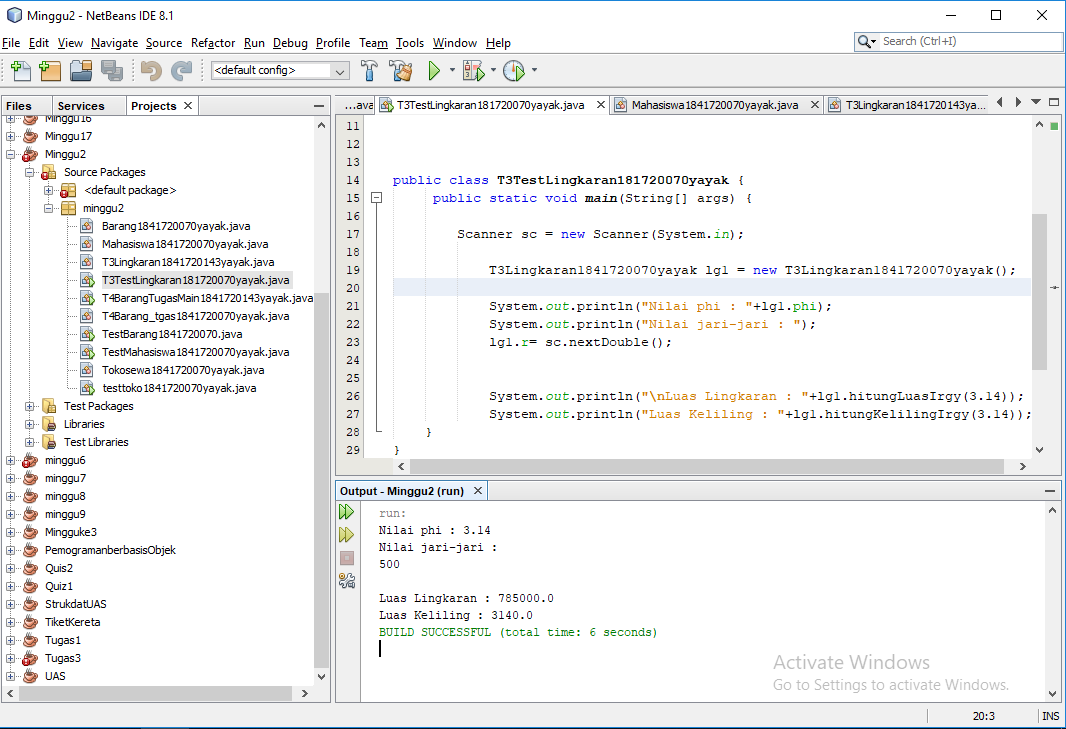 Minggu2 - NetBeans IDE 8.1
File Edit View Navigate Source Refactor Run Debug Profile Team Tools Window Help
Search (Ctrl+I)
<default config>
Files Services Projects
Minggu16
Minggu17
Minggu2
Source Packages
<default package>
minggu2
Barang1841720070yayak.java
Mahasiswa1841720070yayak.java
T3Lingkaran1841720143yayak.java
T3TestLingkaran181720070yayak.java
T4BarangTugasMain1841720143yayak.java
T4Barang_tgas1841720070yayak.java
TestBarang1841720070.java
TestMahasiswa1841720070yayak.java
Tokosewa1841720070yayak.java
testtoko1841720070yayak.java
Test Packages
Libraries
Test Libraries
minggu6
minggu7
minggu8
minggu9
Mingguke3
PemogramanberbasisObjek
Quis2
Quiz1
StrukdatUAS
TiketKereta
Tugas1
Tugas3
UAS
...ava T3TestLingkaran181720070yayak.java Mahasiswa1841720070yayak.java T3Lingkaran1841720143ya...
11
12
13
14 public class T3TestLingkaran181720070yayak {
15 public static void main(String[] args) {
16
17 Scanner sc = new Scanner(System.in);
18
19 T3Lingkaran1841720070yayak lgl = new T3Lingkaran1841720070yayak();
20
21 System.out.println("Nilai phi : "+lgl.phi);
22 System.out.println("Nilai jari-jari : ");
23 lgl.r= sc.nextDouble();
24
25
26 System.out.println("\nLuas Lingkaran : "+lgl.hitungLuasIrgy(3.14));
27 System.out.println("Luas Keliling : "+lgl.hitungKelilingIrgy(3.14));
28 }
29 }
Output - Minggu2 (run)
run:
Nilai phi : 3.14
Nilai jari-jari :
500
Luas Lingkaran : 785000.0
Luas Keliling : 3140.0
BUILD SUCCESSFUL (total time: 6 seconds)
Activate Windows
Go to Settings to activate Windows.
20:3 INS